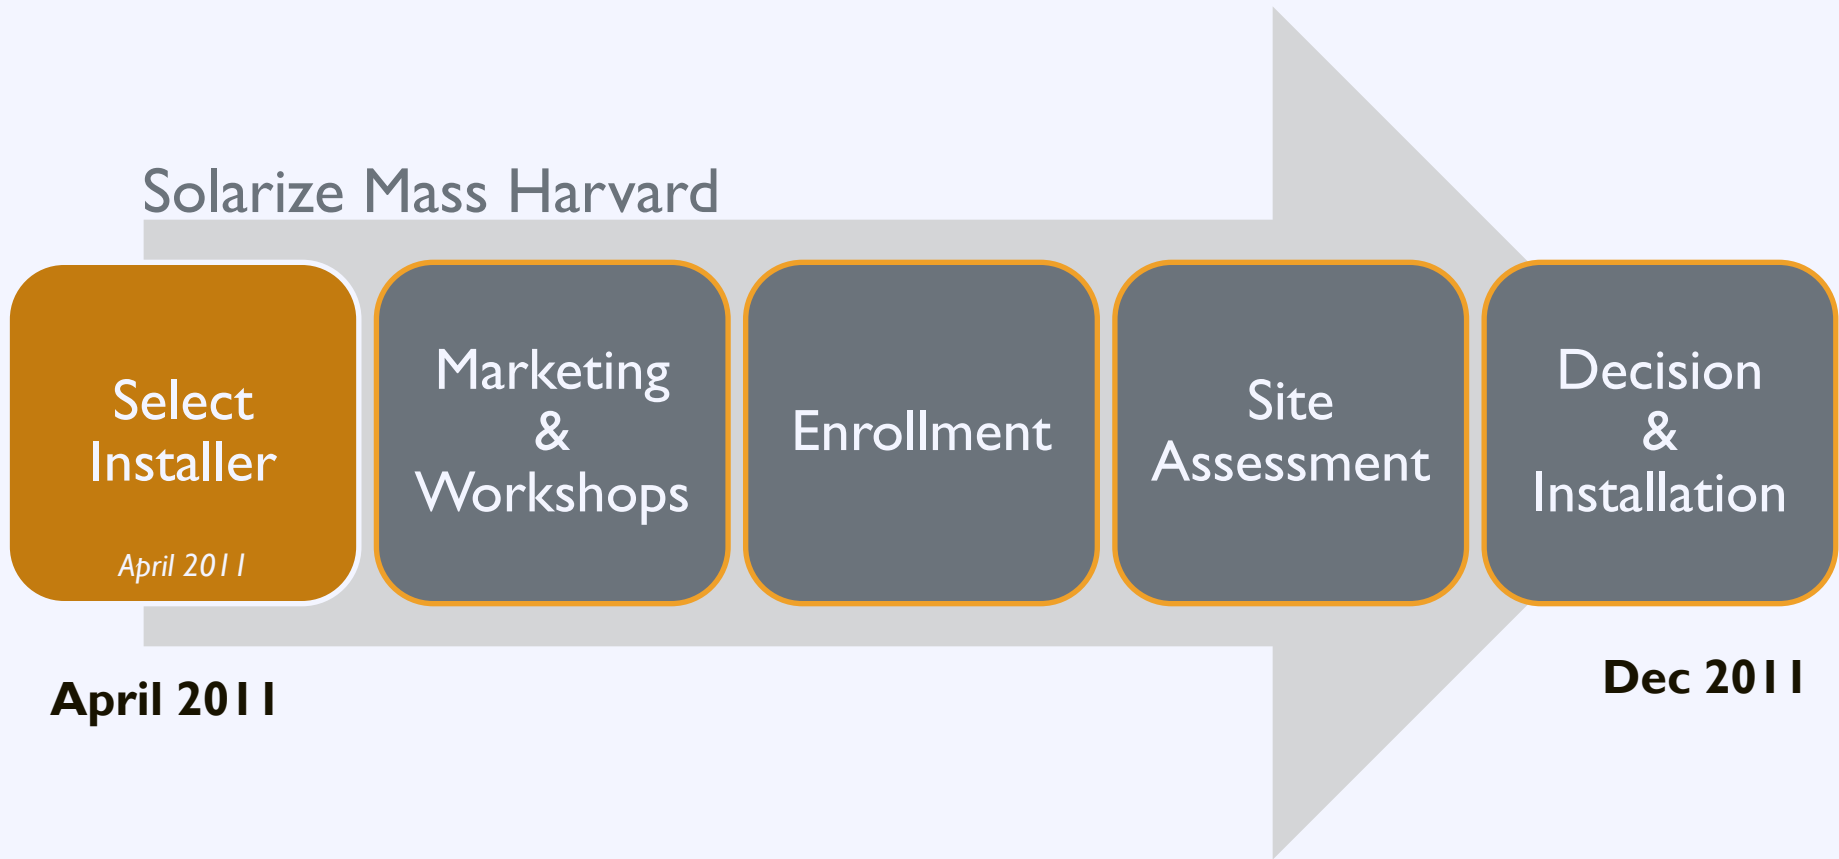 Solarize Mass Harvard
Select
Installer
April 2011
Marketing
&
Workshops
Enrollment
Site
Assessment
Decision
&
Installation
April 2011
Dec 2011